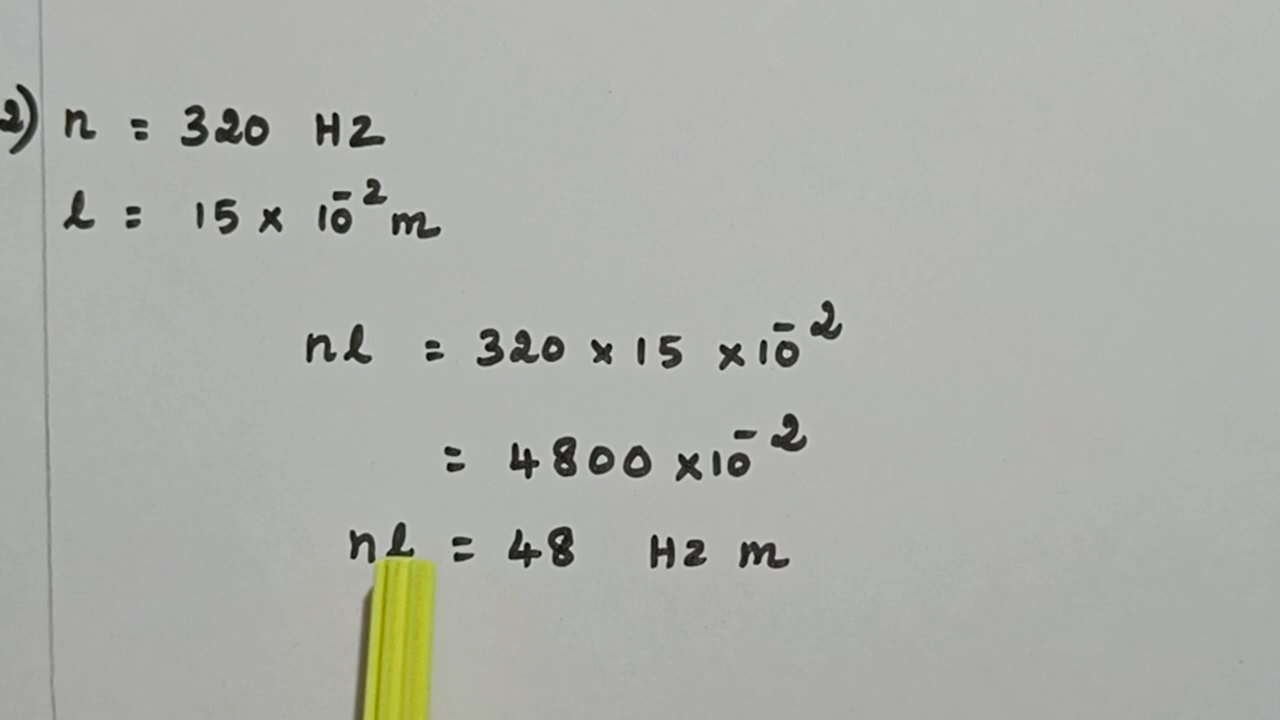 2) n = 320 HZ
l = 15 × 10⁻² m
nl = 320 × 15 × 10⁻²
= 4800 × 10⁻²
nl = 48 HZ m